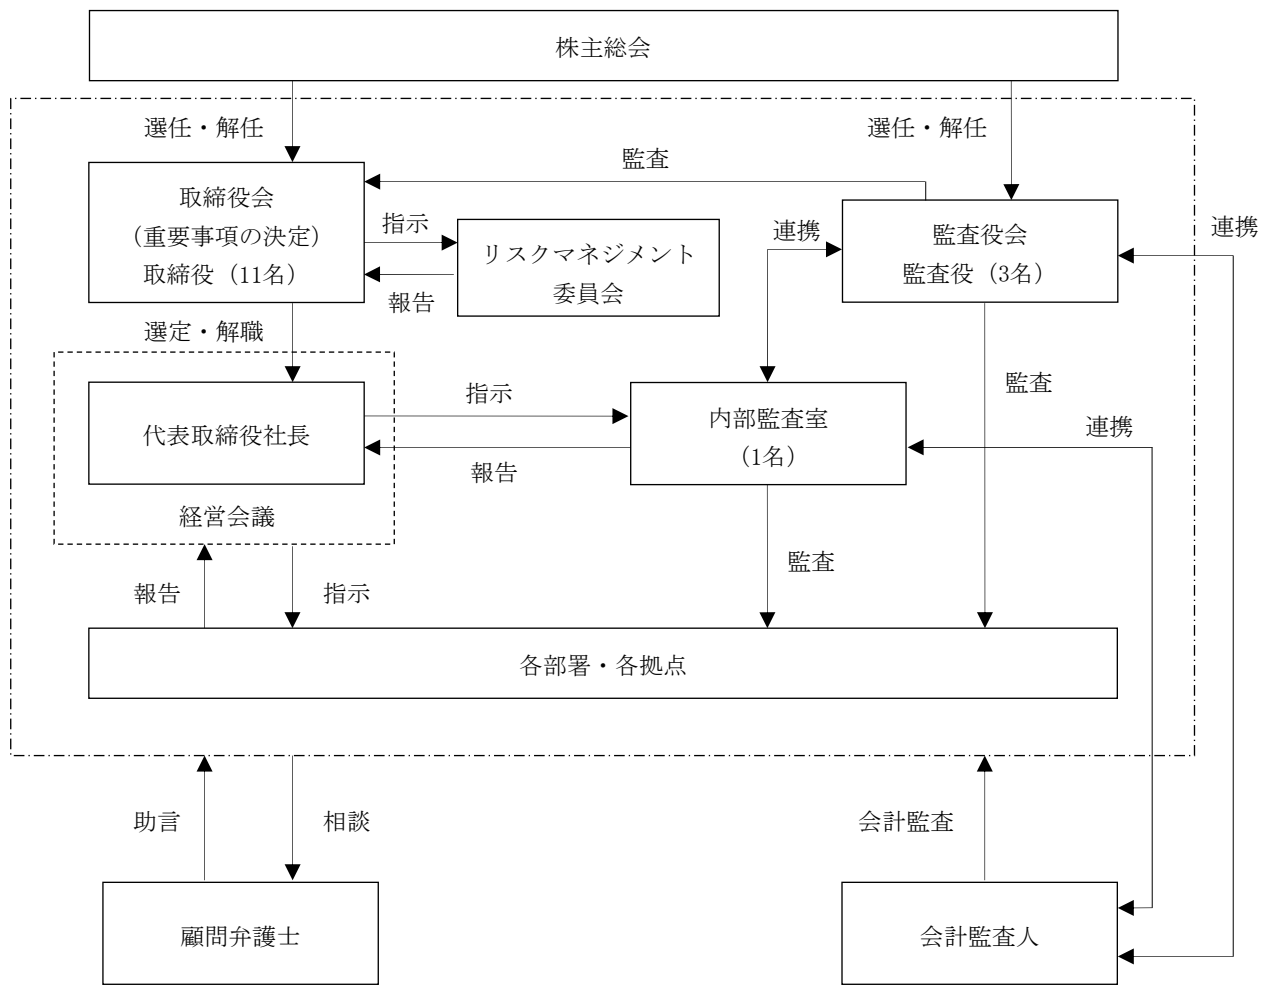 株主総会
選任・解任
選任・解任
監査
取締役会
（重要事項の決定）
取締役（11名）
指示
報告
リスクマネジメント
委員会
連携
監査役会
監査役（3名）
連携
選定・解職
監査
代表取締役社長
指示
報告
内部監査室
（1名）
連携
経営会議
監査
報告
指示
各部署・各拠点
助言
相談
会計監査
顧問弁護士
会計監査人